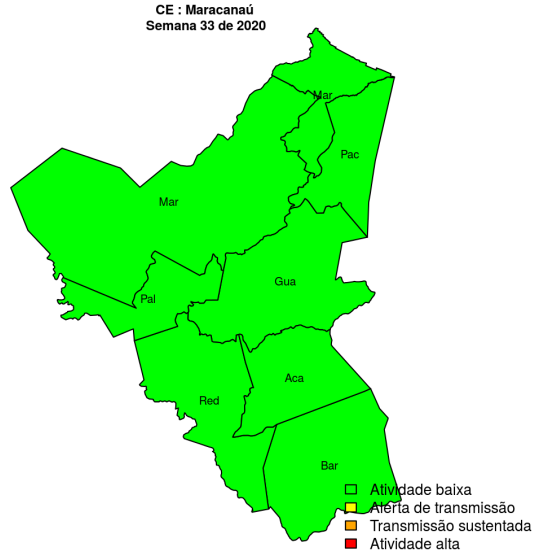 CE : Maracanaú
Semana 33 de 2020
Mar
Pac
Mar
Gua
Pal
Aca
Red
Bar
Atividade baixa
Alerta de transmissão
Transmissão sustentada
Atividade alta